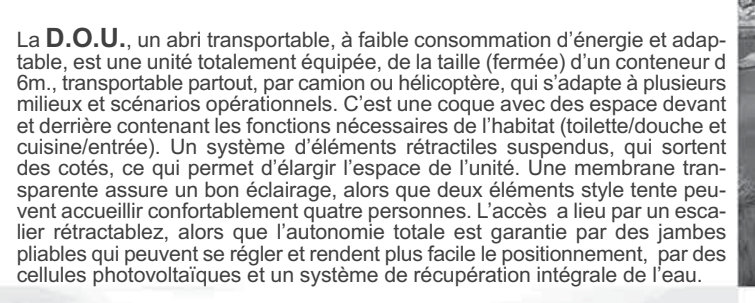 La D.O.U., un abri transportable, à faible consommation d’énergie et adap-
table, est une unité totalement équipée, de la taille (fermée) d’un conteneur d
6m., transportable partout, par camion ou hélicoptère, qui s’adapte à plusieurs
milieux et scénarios opérationnels. C’est une coque avec des espace devant
et derrière contenant les fonctions nécessaires de l’habitat (toilette/douche et
cuisine/entrée). Un système d’éléments rétractiles suspendus, qui sortent
des cotés, ce qui permet d’élargir l’espace de l’unité. Une membrane tran-
sparente assure un bon éclairage, alors que deux éléments style tente peu-
vent accueillir confortablement quatre personnes. L’accès  a lieu par un esca-
lier rétractablez, alors que l’autonomie totale est garantie par des jambes
pliables qui peuvent se régler et rendent plus facile le positionnement,  par des
cellules photovoltaïques et un système de récupération intégrale de l’eau.